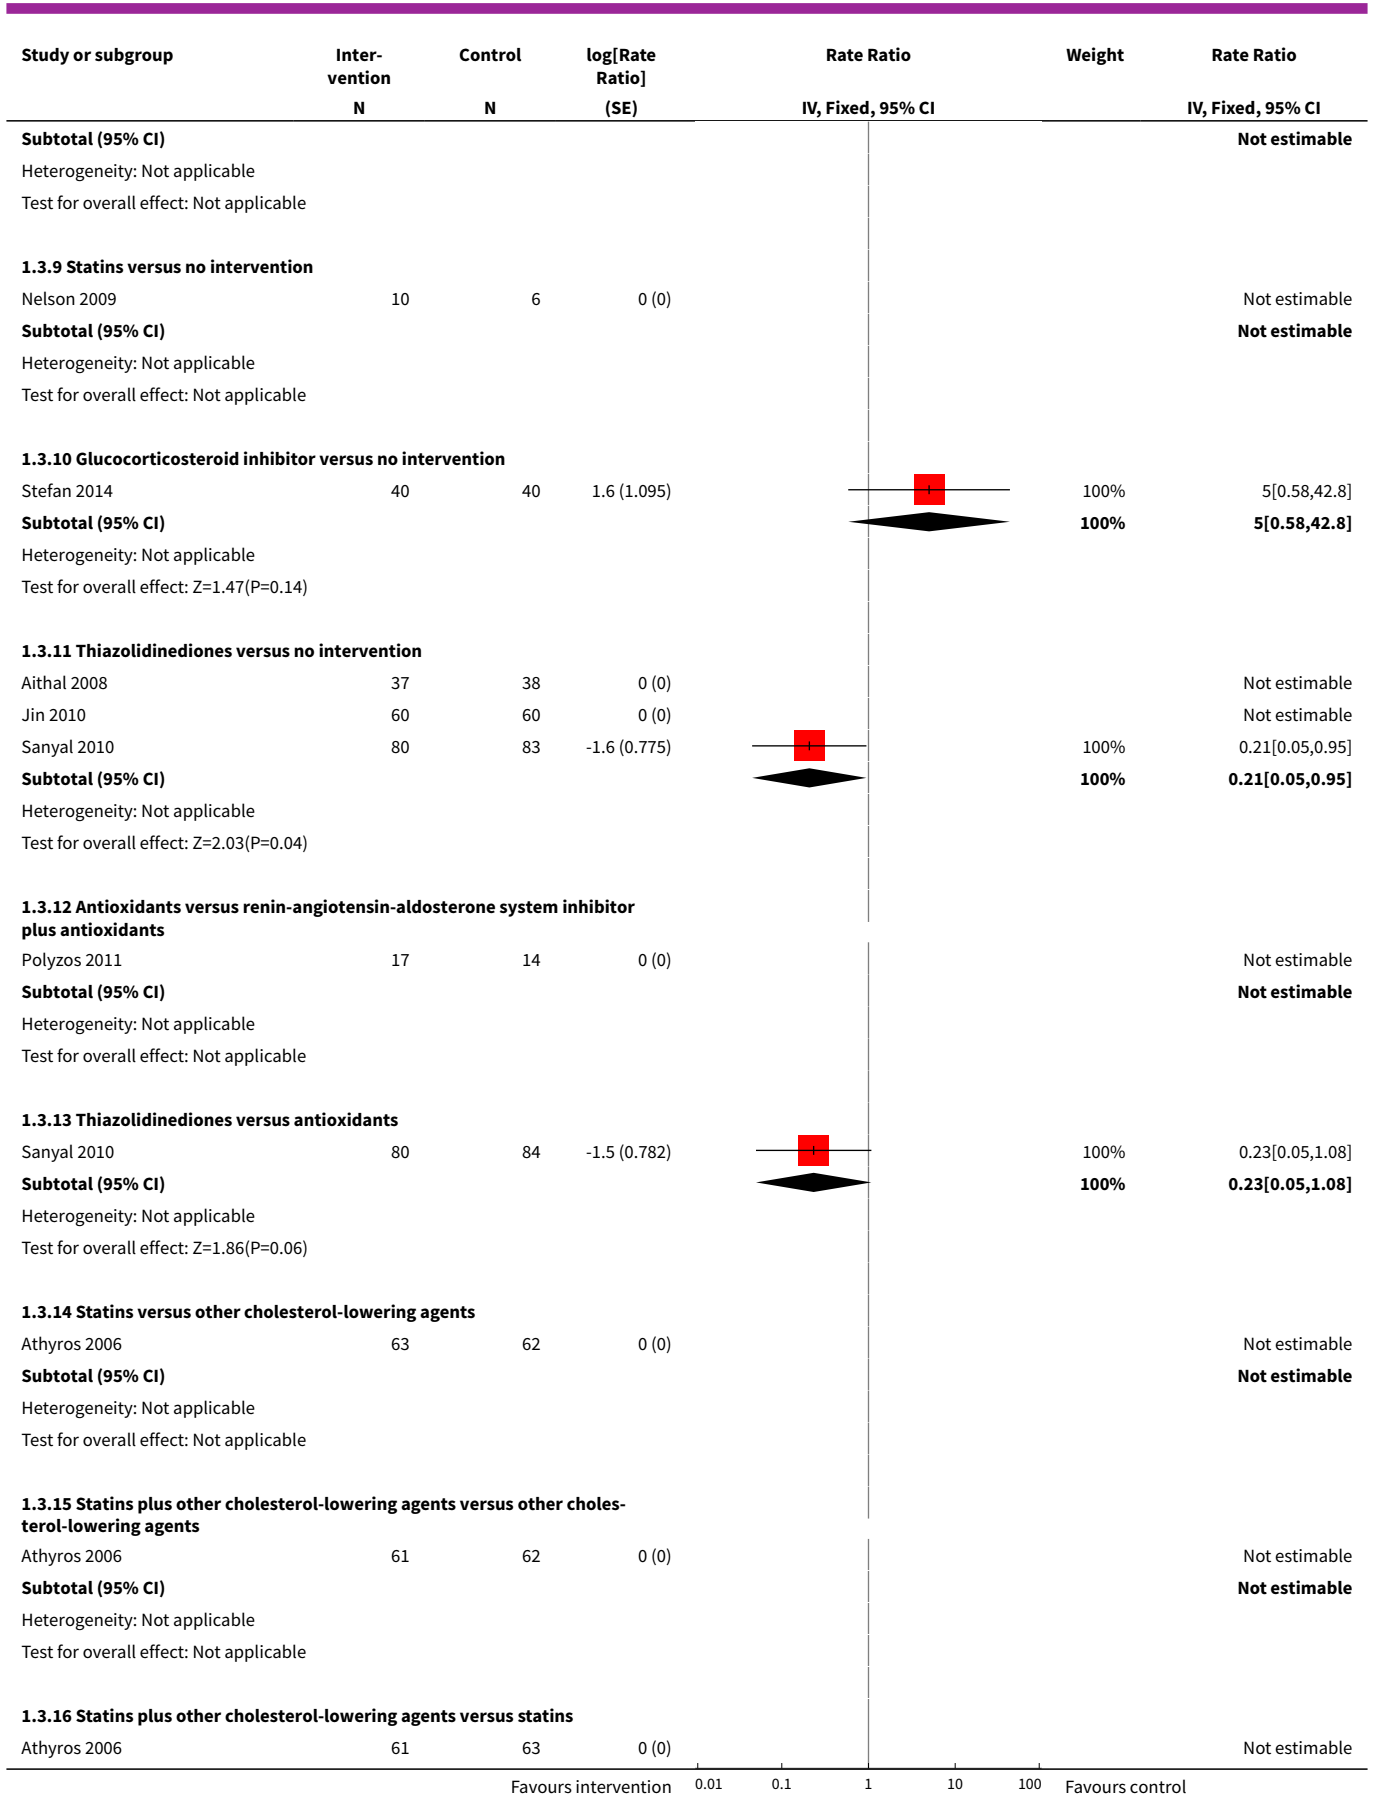 Study or subgroup Inter- Control log[Rate Rate Ratio Weight Rate Ratio
vention Ratio]
N N (SE) IV, Fixed, 95% CI IV, Fixed, 95% CI
Subtotal (95% CI) Not estimable
Heterogeneity: Not applicable
Test for overall effect: Not applicable
1.3.9 Statins versus no intervention
Nelson 2009 10 6 0 (0) Not estimable
Subtotal (95% CI) Not estimable
Heterogeneity: Not applicable
Test for overall effect: Not applicable
1.3.10 Glucocorticosteroid inhibitor versus no intervention
Stefan 2014 40 40 1.6 (1.095) 100% 5[0.58,42.8]
Subtotal (95% CI) 100% 5[0.58,42.8]
Heterogeneity: Not applicable
Test for overall effect: Z=1.47(P=0.14)
1.3.11 Thiazolidinediones versus no intervention
Aithal 2008 37 38 0 (0) Not estimable
Jin 2010 60 60 0 (0) Not estimable
Sanyal 2010 80 83 -1.6 (0.775) 100% 0.21[0.05,0.95]
Subtotal (95% CI) 100% 0.21[0.05,0.95]
Heterogeneity: Not applicable
Test for overall effect: Z=2.03(P=0.04)
1.3.12 Antioxidants versus renin-angiotensin-aldosterone system inhibitor
plus antioxidants
Polyzos 2011 17 14 0 (0) Not estimable
Subtotal (95% CI) Not estimable
Heterogeneity: Not applicable
Test for overall effect: Not applicable
1.3.13 Thiazolidinediones versus antioxidants
Sanyal 2010 80 84 -1.5 (0.782) 100% 0.23[0.05,1.08]
Subtotal (95% CI) 100% 0.23[0.05,1.08]
Heterogeneity: Not applicable
Test for overall effect: Z=1.86(P=0.06)
1.3.14 Statins versus other cholesterol-lowering agents
Athyros 2006 63 62 0 (0) Not estimable
Subtotal (95% CI) Not estimable
Heterogeneity: Not applicable
Test for overall effect: Not applicable
1.3.15 Statins plus other cholesterol-lowering agents versus other choles-
terol-lowering agents
Athyros 2006 61 62 0 (0) Not estimable
Subtotal (95% CI) Not estimable
Heterogeneity: Not applicable
Test for overall effect: Not applicable
1.3.16 Statins plus other cholesterol-lowering agents versus statins
Athyros 2006 61 63 0 (0) Not estimable
Favours intervention 0.01 0.1 1 10 100 Favours control